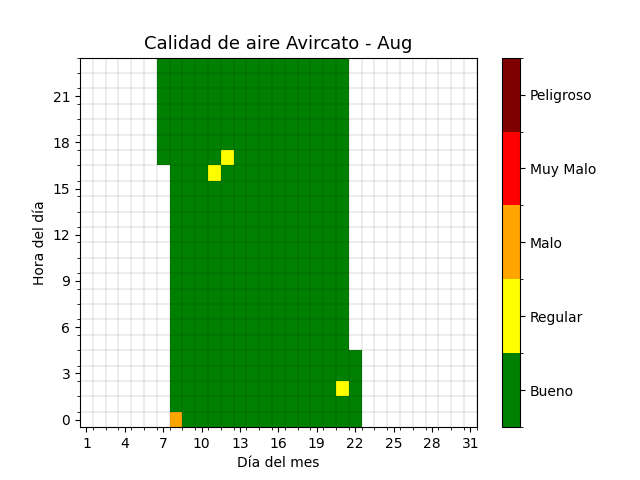 Calidad de aire Avircato - Aug
Hora del día
21
18
15
12
9
6
3
0
1 4 7 10 13 16 19 22 25 28 31
Día del mes
Peligroso
Muy Malo
Malo
Regular
Bueno